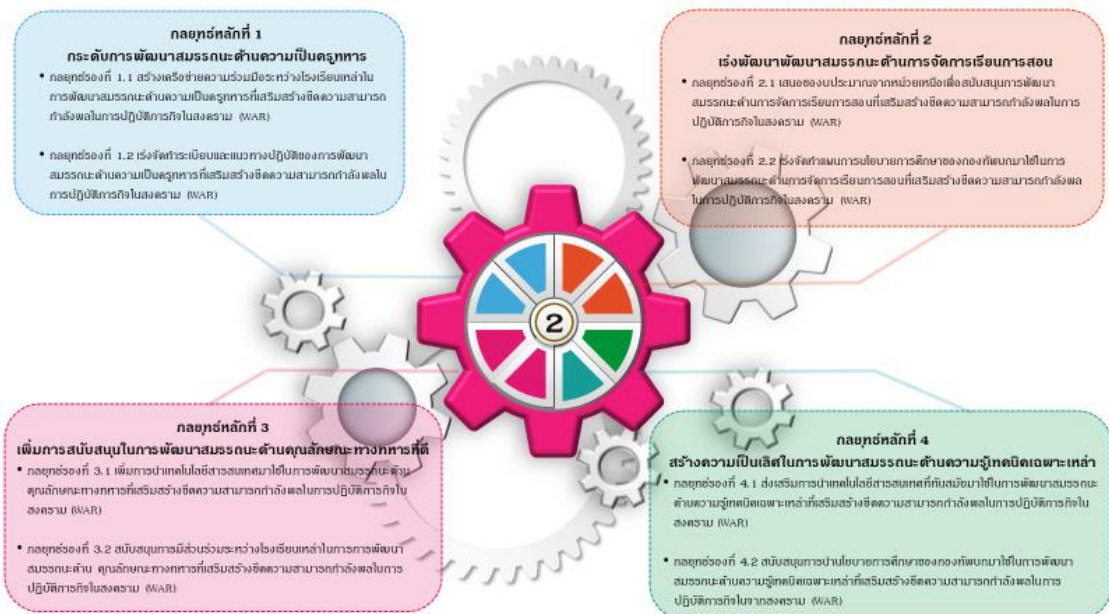 กลยุทธ์หลักที่ 1
กระดับการพัฒนาสมรรถนะด้านความเป็นครูทหาร
• กลยุทธ์รองที่ 1.1 สร้างเครือข่ายความร่วมมือระหว่างโรงเรียนเหล่าใน
การพัฒนาสมรรถนะด้านความเป็นครูทหารที่เสริมสร้างขีดความสามารถ
กำลังพลในการปฏิบัติภารกิจในสงคราม (WAR)
• กลยุทธ์รองที่ 1.2 เร่งจัดทำระเบียบและแนวทางปฏิบัติของการพัฒนา
สมรรถนะด้านความเป็นครูทหารที่เสริมสร้างขีดความสามารถกำลังพลใน
การปฏิบัติภารกิจในสงคราม (WAR)
กลยุทธ์หลักที่ 2
เร่งพัฒนาพัฒนาสมรรถนะด้านการจัดการเรียนการสอน
• กลยุทธ์รองที่ 2.1 เสนอของบประมาณจากหน่วยเหนือเพื่อสนับสนุนการพัฒนา
สมรรถนะด้านการจัดการเรียนการสอนที่เสริมสร้างขีดความสามารถกำลังพลในการ
ปฏิบัติภารกิจในสงคราม (WAR)
• กลยุทธ์รองที่ 2.2 เร่งจัดทำแผนการนโยบายการศึกษาของกองทัพบกมาใช้ในการ
พัฒนาสมรรถนะด้านการจัดการเรียนการสอนที่เสริมสร้างขีดความสามารถกำลังพล
ในการปฏิบัติภารกิจในสงคราม (WAR)
2
กลยุทธ์หลักที่ 3
เพิ่มการสนับสนุนในการพัฒนาสมรรถนะด้านคุณลักษณะทางทหารที่ดี
• กลยุทธ์รองที่ 3.1 เพิ่มการนำเทคโนโลยีสารสนเทศมาใช้ในการพัฒนาสมรรถนะด้าน
คุณลักษณะทางทหารที่เสริมสร้างขีดความสามารถกำลังพลในการปฏิบัติภารกิจใน
สงคราม (WAR)
• กลยุทธ์รองที่ 3.2 สนับสนุนการมีส่วนร่วมระหว่างโรงเรียนเหล่าในการการพัฒนา
สมรรถนะด้าน คุณลักษณะทางทหารที่เสริมสร้างขีดความสามารถกำลังพลในการ
ปฏิบัติภารกิจในสงคราม (WAR)
กลยุทธ์หลักที่ 4
สร้างความเป็นเลิศในการพัฒนาสมรรถนะด้านความรู้เทคนิคเฉพาะเหล่า
• กลยุทธ์รองที่ 4.1 ส่งเสริมการนำเทคโนโลยีสารสนเทศที่ทันสมัยมาใช้ในการพัฒนาสมรรถนะ
ด้านความรู้เทคนิคเฉพาะเหล่าที่เสริมสร้างขีดความสามารถกำลังพลในการปฏิบัติภารกิจใน
สงคราม (WAR)
• กลยุทธ์รองที่ 4.2 สนับสนุนการนำนโยบายการศึกษาของกองทัพบกมาใช้ในการพัฒนา
สมรรถนะด้านความรู้เทคนิคเฉพาะเหล่าที่เสริมสร้างขีดความสามารถกำลังพลในการ
ปฏิบัติภารกิจในจากสงคราม (WAR)